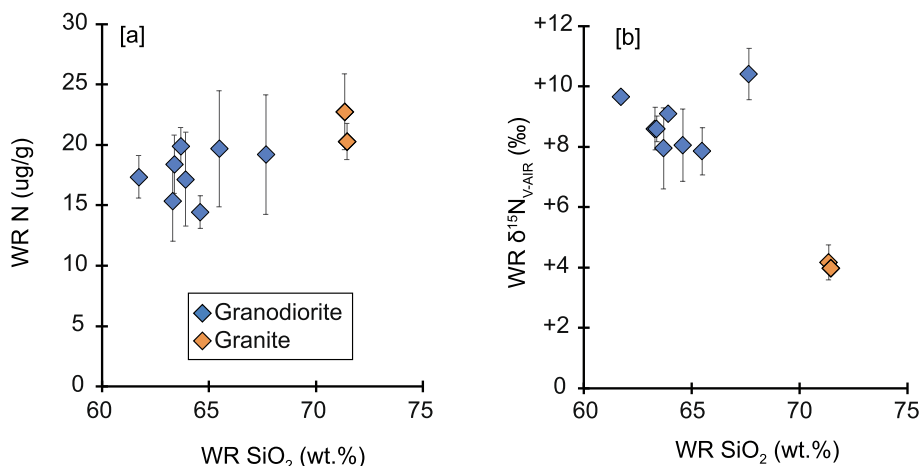 [a]
30
25
20
15
10
5
0
WR N (ug/g)
Granodiorite
Granite
60 65 70 75
WR SiO₂ (wt.%)
[b]
+12
+10
+8
+6
+4
+2
0
WR δ¹⁵N_V-AIR (‰)
60 65 70 75
WR SiO₂ (wt.%)